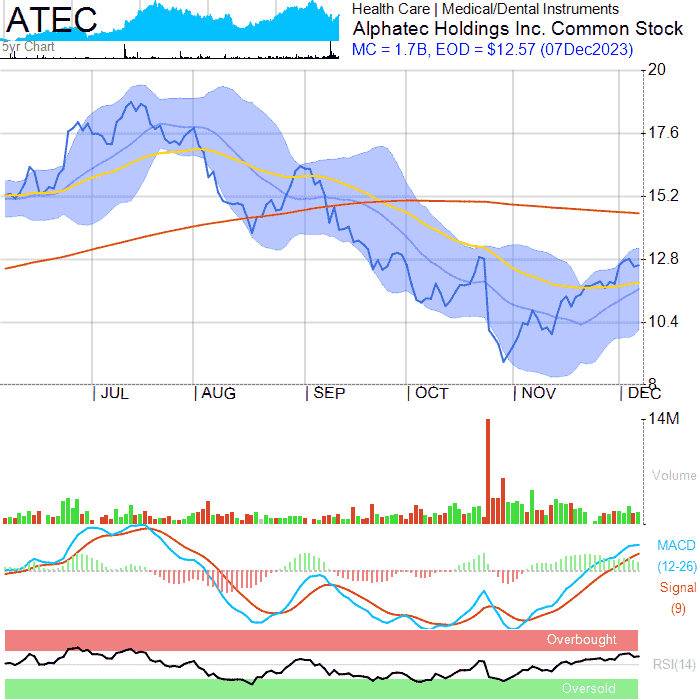 ATEC
5yr Chart
Health Care | Medical/Dental Instruments
Alphatec Holdings Inc. Common Stock
MC = 1.7B, EOD = $12.57 (07Dec2023)
20
17.6
15.2
12.8
10.4
8
JUL AUG SEP OCT NOV DEC
14M
Volume
MACD
(12-26)
Signal
(9)
Overbought
RSI(14)
Oversold